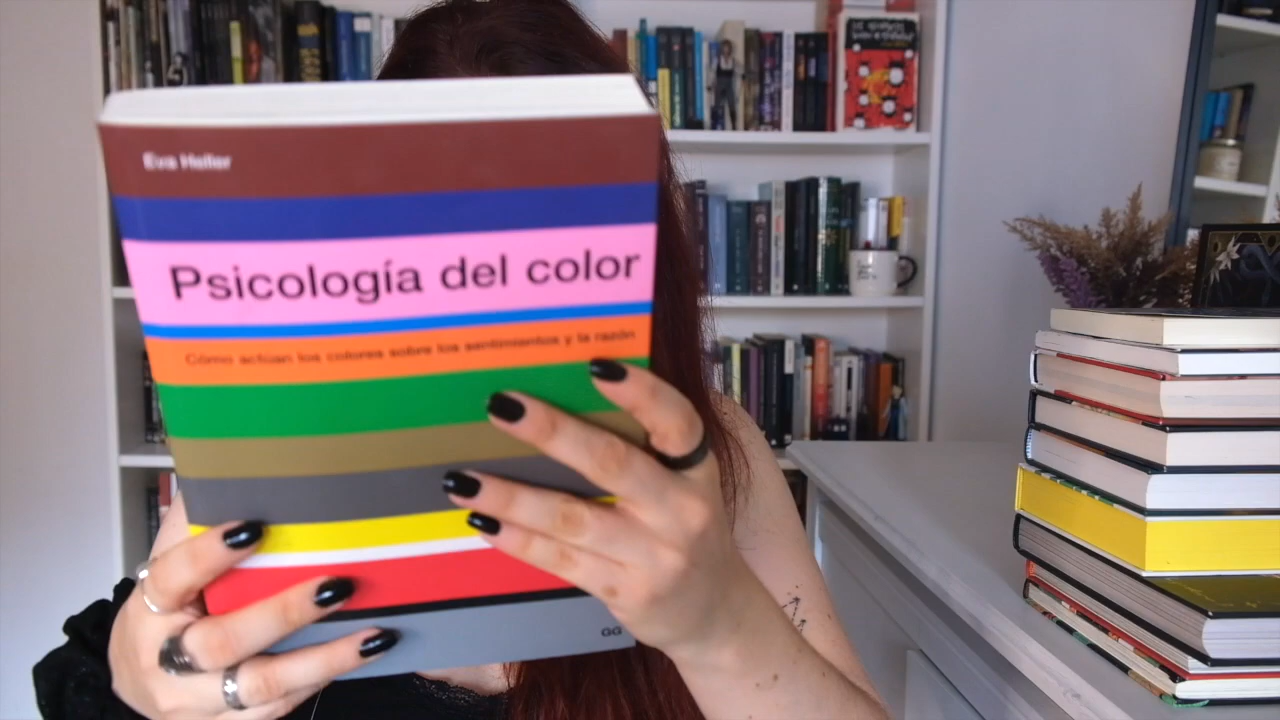 Eva Heller
Psicología del color
Cómo actúan los colores sobre los sentimientos y la razón
GG